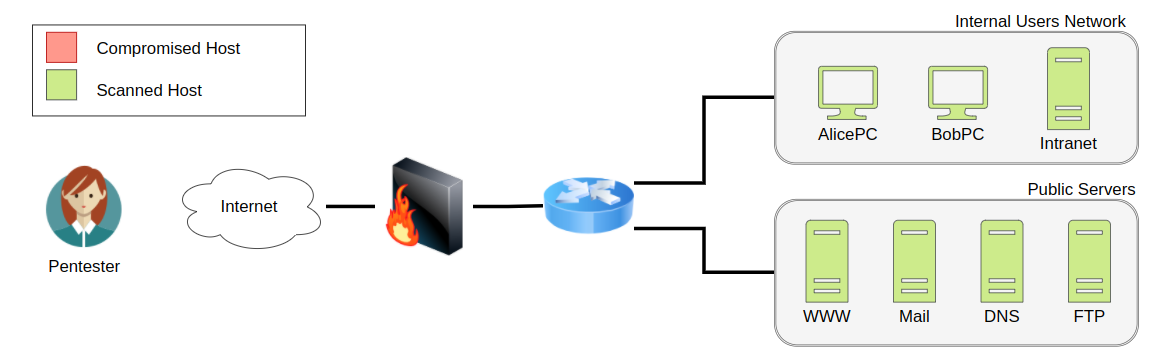 Compromised Host
Scanned Host
Pentester
Internet
Internal Users Network
AlicePC
BobPC
Intranet
Public Servers
WWW
Mail
DNS
FTP